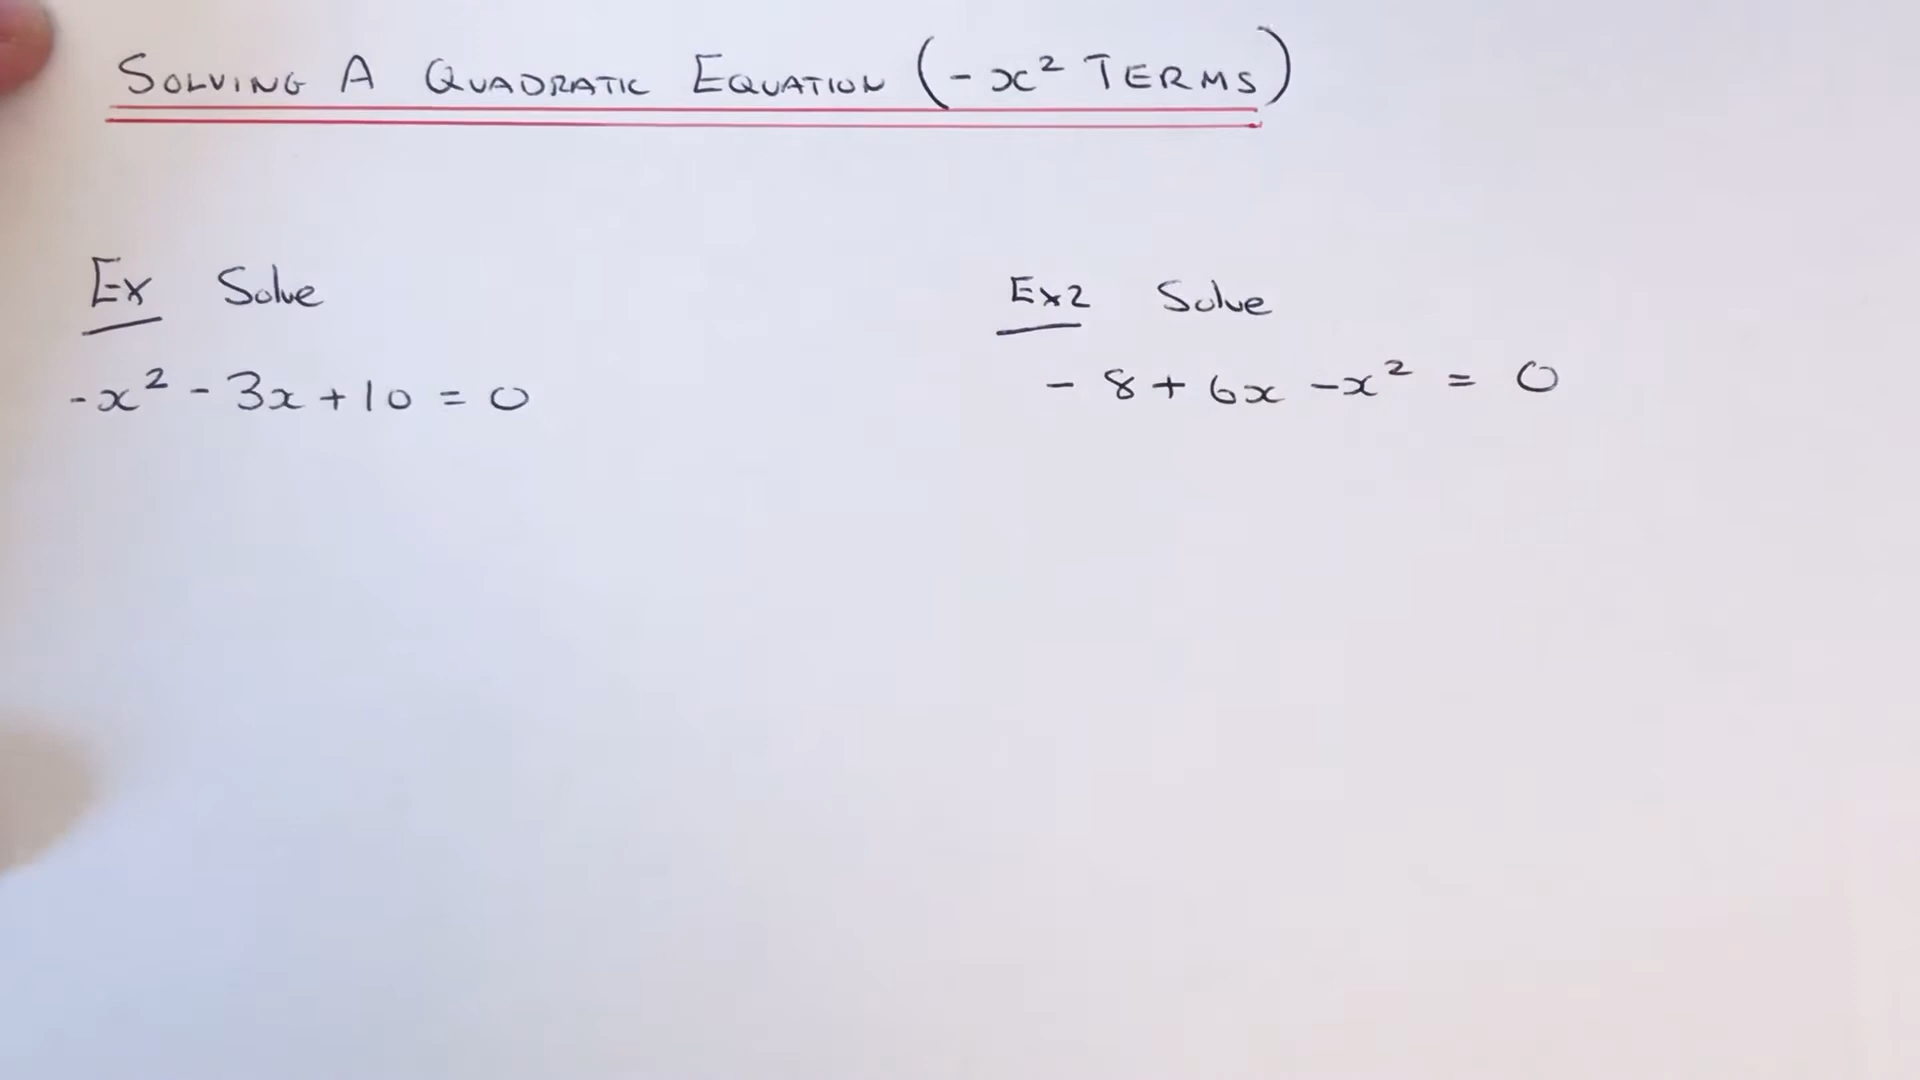 SOLVING A QUADRATIC EQUATION (-x² TERMS)
Ex Solve
-x² - 3x + 10 = 0
Ex2 Solve
- 8 + 6x - x² = 0